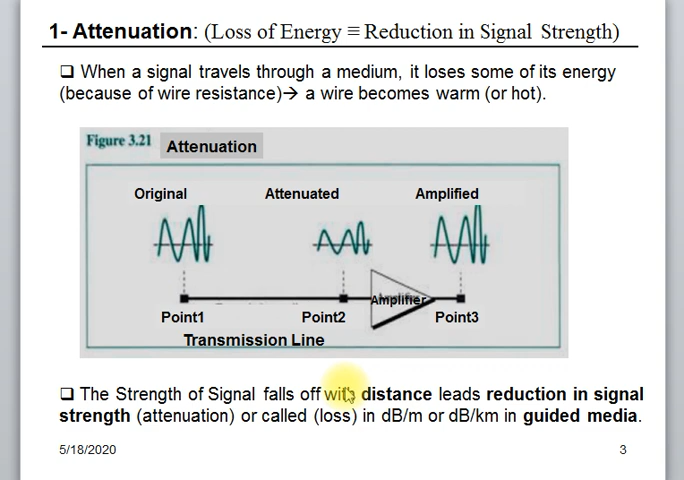 1- Attenuation: (Loss of Energy ≡ Reduction in Signal Strength)
❑ When a signal travels through a medium, it loses some of its energy
(because of wire resistance)→ a wire becomes warm (or hot).
Figure 3.21 Attenuation
Original Attenuated Amplified
Amplifier
Point1 Point2 Point3
Transmission Line
❑ The Strength of Signal falls off with distance leads reduction in signal
strength (attenuation) or called (loss) in dB/m or dB/km in guided media.
5/18/2020 3